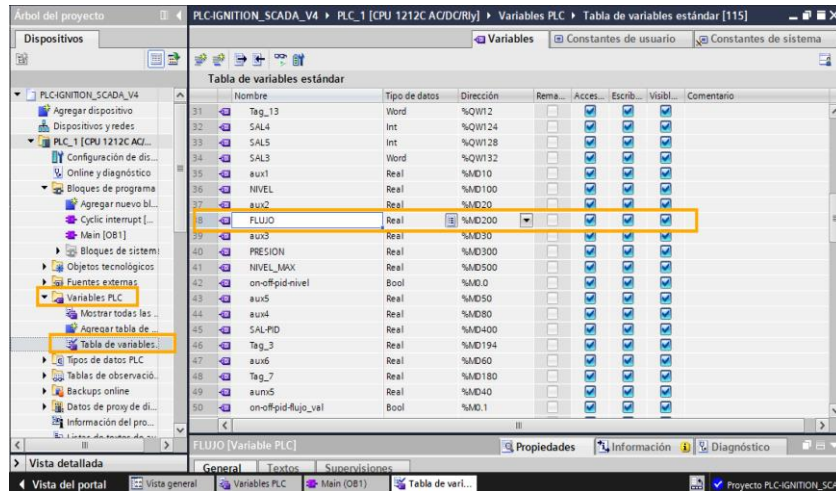 Árbol del proyecto
PLC-IGNITION_SCADA_V4 ▸ PLC_1 [CPU 1212C AC/DC/Rly] ▸ Variables PLC ▸ Tabla de variables estándar [115]
Dispositivos
Variables
Constantes de usuario
Constantes de sistema
Tabla de variables estándar
PLC-IGNITION_SCADA_V4
Agregar dispositivo
Dispositivos y redes
PLC_1 [CPU 1212C AC/...
Configuración de dis...
Online y diagnóstico
Bloques de programa
Agregar nuevo bl...
Cyclic interrupt [...
Main [OB1]
Bloques de sistem
Objetos tecnológicos
Fuentes externas
Variables PLC
Mostrar todas las ..
Agregar tabla de ...
Tabla de variables.
Tipos de datos PLC
Tablas de observació..
Backups online
Datos de proxy de di...
Información del pro...
Nombre Tipo de datos Dirección Rema... Acces... Escrib... Visibl... Comentario
31 Tag_13 Word %QW12
32 SAL4 Int %QW124
33 SAL5 Int %QW128
34 SAL3 Word %QW132
35 aux1 Real %MD10
36 NIVEL Real %MD100
37 aux2 Real %MD20
38 FLUJO Real %MD200
39 aux3 Real %MD30
40 PRESION Real %MD300
41 NIVEL_MAX Real %MD500
42 on-off-pid-nivel Bool %M0.0
43 aux5 Real %MD50
44 aux4 Real %MD80
45 SAL-PID Real %MD400
46 Tag_3 Real %MD194
47 aux6 Real %MD60
48 Tag_7 Real %MD180
49 aunx5 Real %MD40
50 on-off-pid-flujo_val Bool %M0.1
FLUJO [Variable PLC]
Propiedades
Información
Diagnóstico
Vista detallada
General Textos Supervisiones
Vista del portal
Vista general
Variables PLC
Main (OB1)
Tabla de vari...
Proyecto PLC-IGNITION_SCA